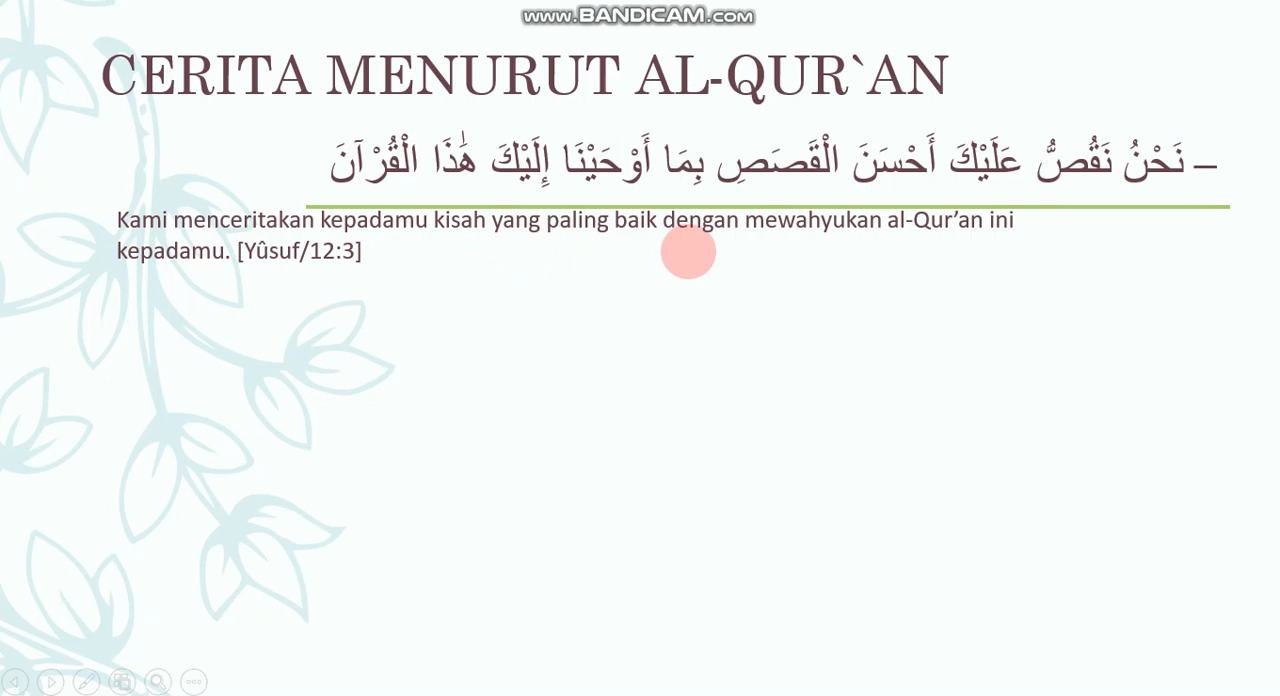 www.BANDICAM.com
CERITA MENURUT AL-QUR`AN
– نَحْنُ نَقُصُّ عَلَيْكَ أَحْسَنَ الْقَصَصِ بِمَا أَوْحَيْنَا إِلَيْكَ هَٰذَا الْقُرْآنَ
Kami menceritakan kepadamu kisah yang paling baik dengan mewahyukan al-Qur’an ini
kepadamu. [Yûsuf/12:3]